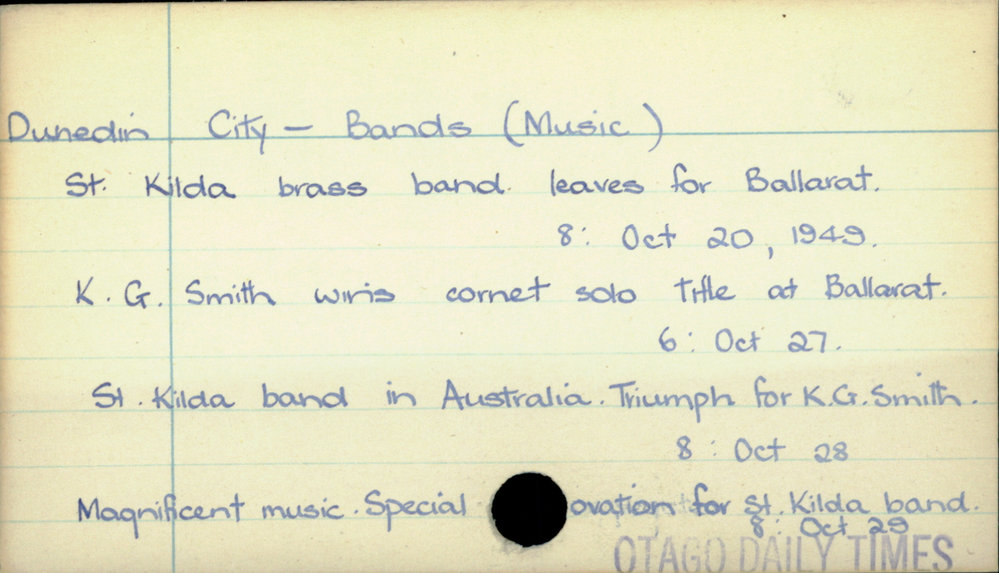 Dunedin City - Bands (Music)
St. Kilda brass band leaves for Ballarat.
8: Oct 20, 1949.
K. G. Smith wins cornet solo title at Ballarat.
6: Oct 27.
St. Kilda band in Australia. Triumph for K.G. Smith.
8: Oct 28
Magnificent music. Special ovation for St. Kilda band.
8: Oct 29
OTAGO DAILY TIMES